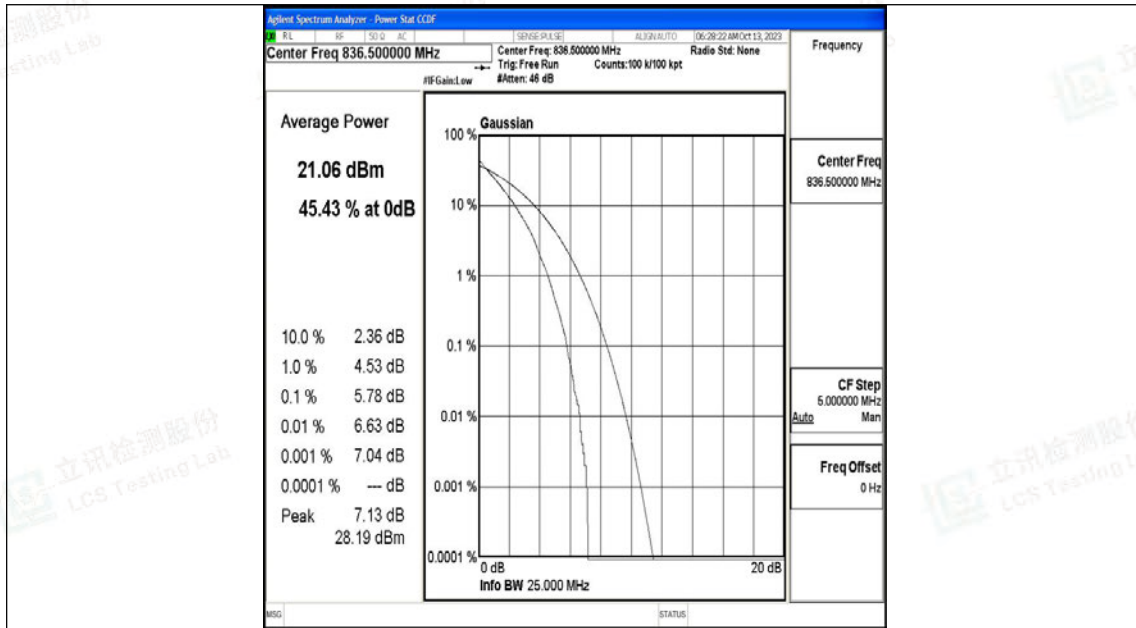 Agilent Spectrum Analyzer - Power Stat CCDF
RL RF 50 Ω AC SENSE:PULSE ALIGNAUTO 06:28:22 AM Oct 13, 2023
Center Freq 836.500000 MHz
Center Freq: 836.500000 MHz Radio Std: None
Trig: Free Run Counts:100 k/100 kpt
#IFGain:Low #Atten: 46 dB
Frequency
Average Power
21.06 dBm
45.43 % at 0dB
10.0 % 2.36 dB
1.0 % 4.53 dB
0.1 % 5.78 dB
0.01 % 6.63 dB
0.001 % 7.04 dB
0.0001 % --- dB
Peak 7.13 dB
28.19 dBm
Gaussian
100 %
10 %
1 %
0.1 %
0.01 %
0.001 %
0.0001 %
0 dB 20 dB
Info BW 25.000 MHz
Center Freq
836.500000 MHz
CF Step
5.000000 MHz
Auto Man
Freq Offset
0 Hz
MSG STATUS
立讯检测股份
LCS Testing Lab